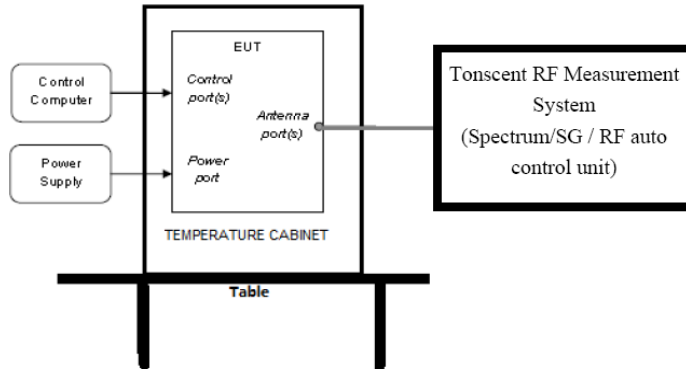 EUT
Control
Computer
Control
port(s)
Antenna
port(s)
Power
Supply
Power
port
TEMPERATURE CABINET
Table
Tonscent RF Measurement
System
(Spectrum/SG / RF auto
control unit)